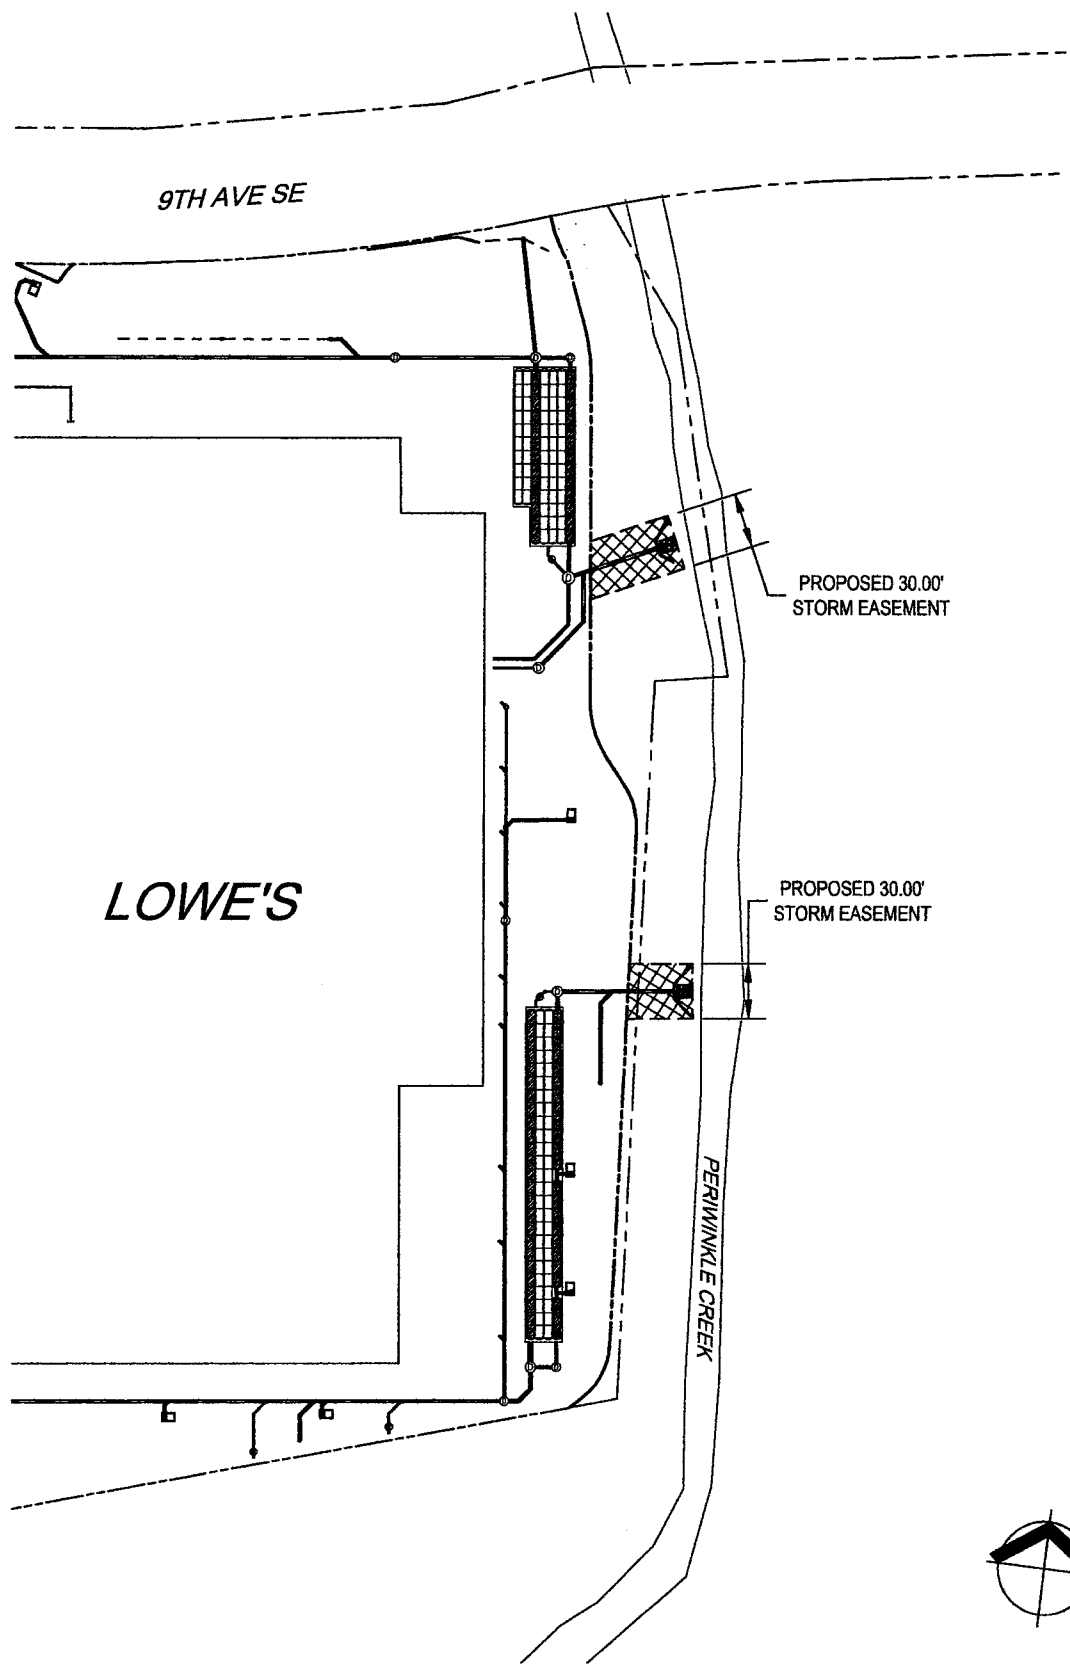 9TH AVE SE
PROPOSED 30.00'
STORM EASEMENT
LOWE'S
PROPOSED 30.00'
STORM EASEMENT
PERIWINKLE CREEK